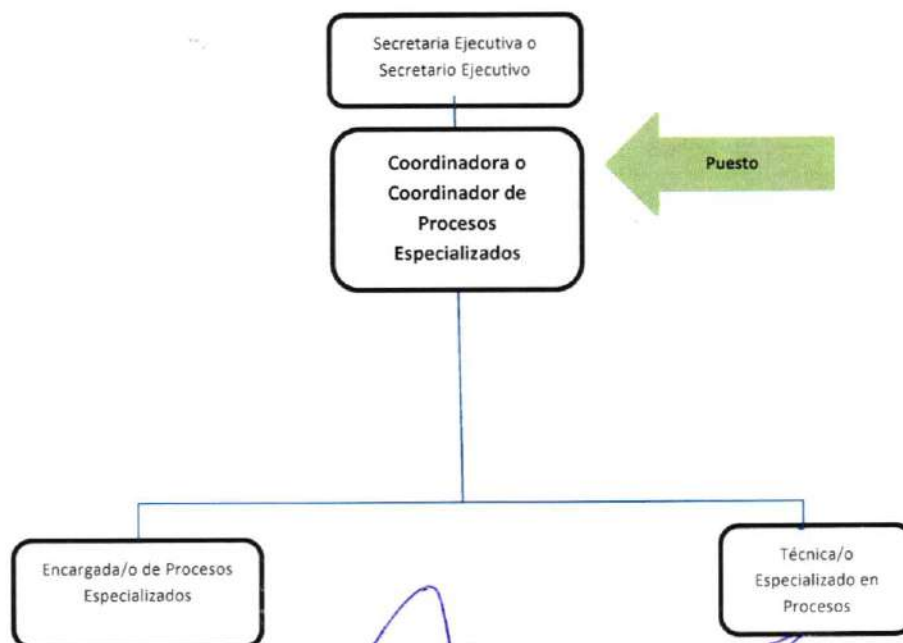 Secretaria Ejecutiva o
Secretario Ejecutivo
Coordinadora o
Coordinador de
Procesos
Especializados
Puesto
Encargada/o de Procesos
Especializados
Técnica/o
Especializado en
Procesos